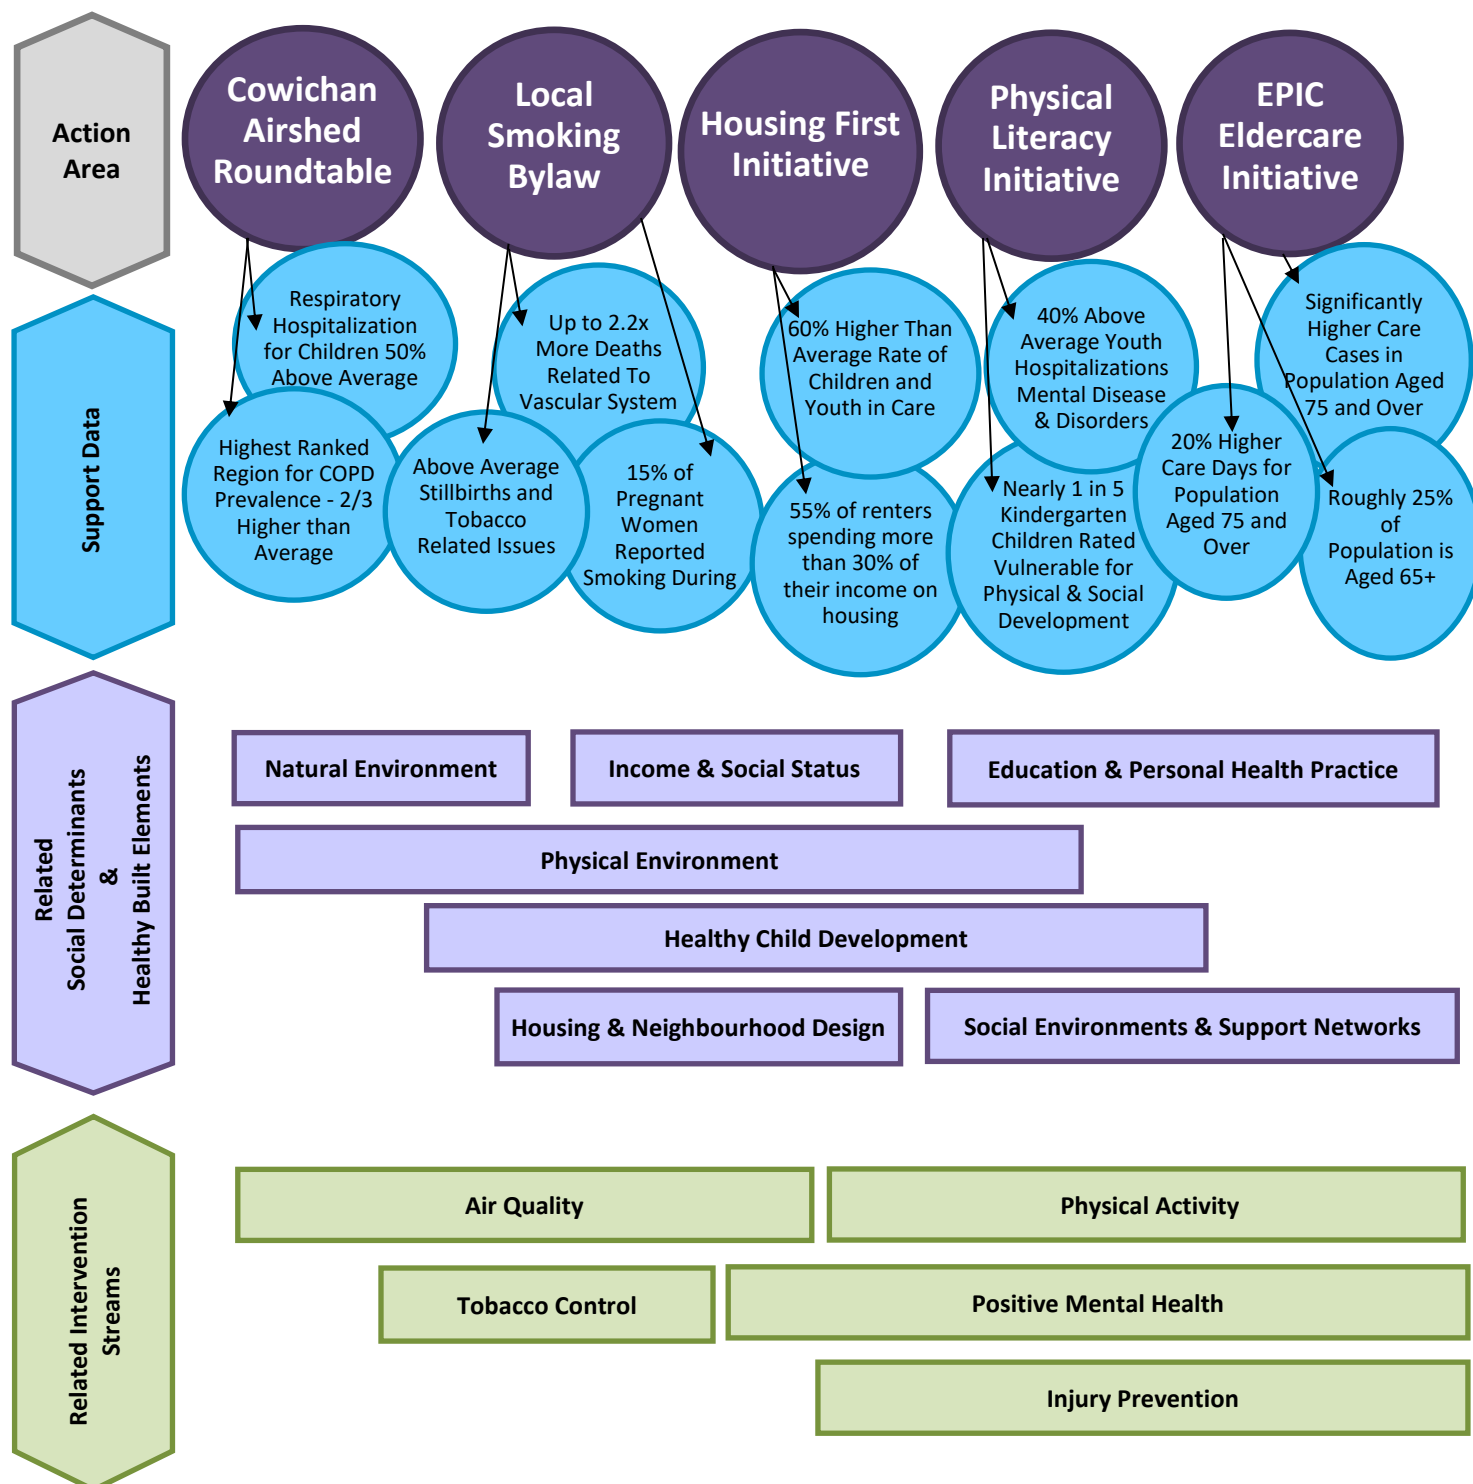 Action
Area
Cowichan
Airshed
Roundtable
Local
Smoking
Bylaw
Housing First
Initiative
Physical
Literacy
Initiative
EPIC
Eldercare
Initiative
Support Data
Respiratory
Hospitalization
for Children 50%
Above Average
Highest Ranked
Region for COPD
Prevalence - 2/3
Higher than
Average
Up to 2.2x
More Deaths
Related To
Vascular System
Above Average
Stillbirths and
Tobacco
Related Issues
15% of
Pregnant
Women
Reported
Smoking During
60% Higher Than
Average Rate of
Children and
Youth in Care
55% of renters
spending more
than 30% of
their income on
housing
40% Above
Average Youth
Hospitalizations
Mental Disease
& Disorders
Nearly 1 in 5
Kindergarten
Children Rated
Vulnerable for
Physical & Social
Development
Significantly
Higher Care
Cases in
Population Aged
75 and Over
20% Higher
Care Days for
Population
Aged 75 and
Over
Roughly 25%
of
Population is
Aged 65+
Related
Social Determinants
&
Healthy Built Elements
Natural Environment
Income & Social Status
Education & Personal Health Practice
Physical Environment
Healthy Child Development
Housing & Neighbourhood Design
Social Environments & Support Networks
Related Intervention
Streams
Air Quality
Physical Activity
Tobacco Control
Positive Mental Health
Injury Prevention